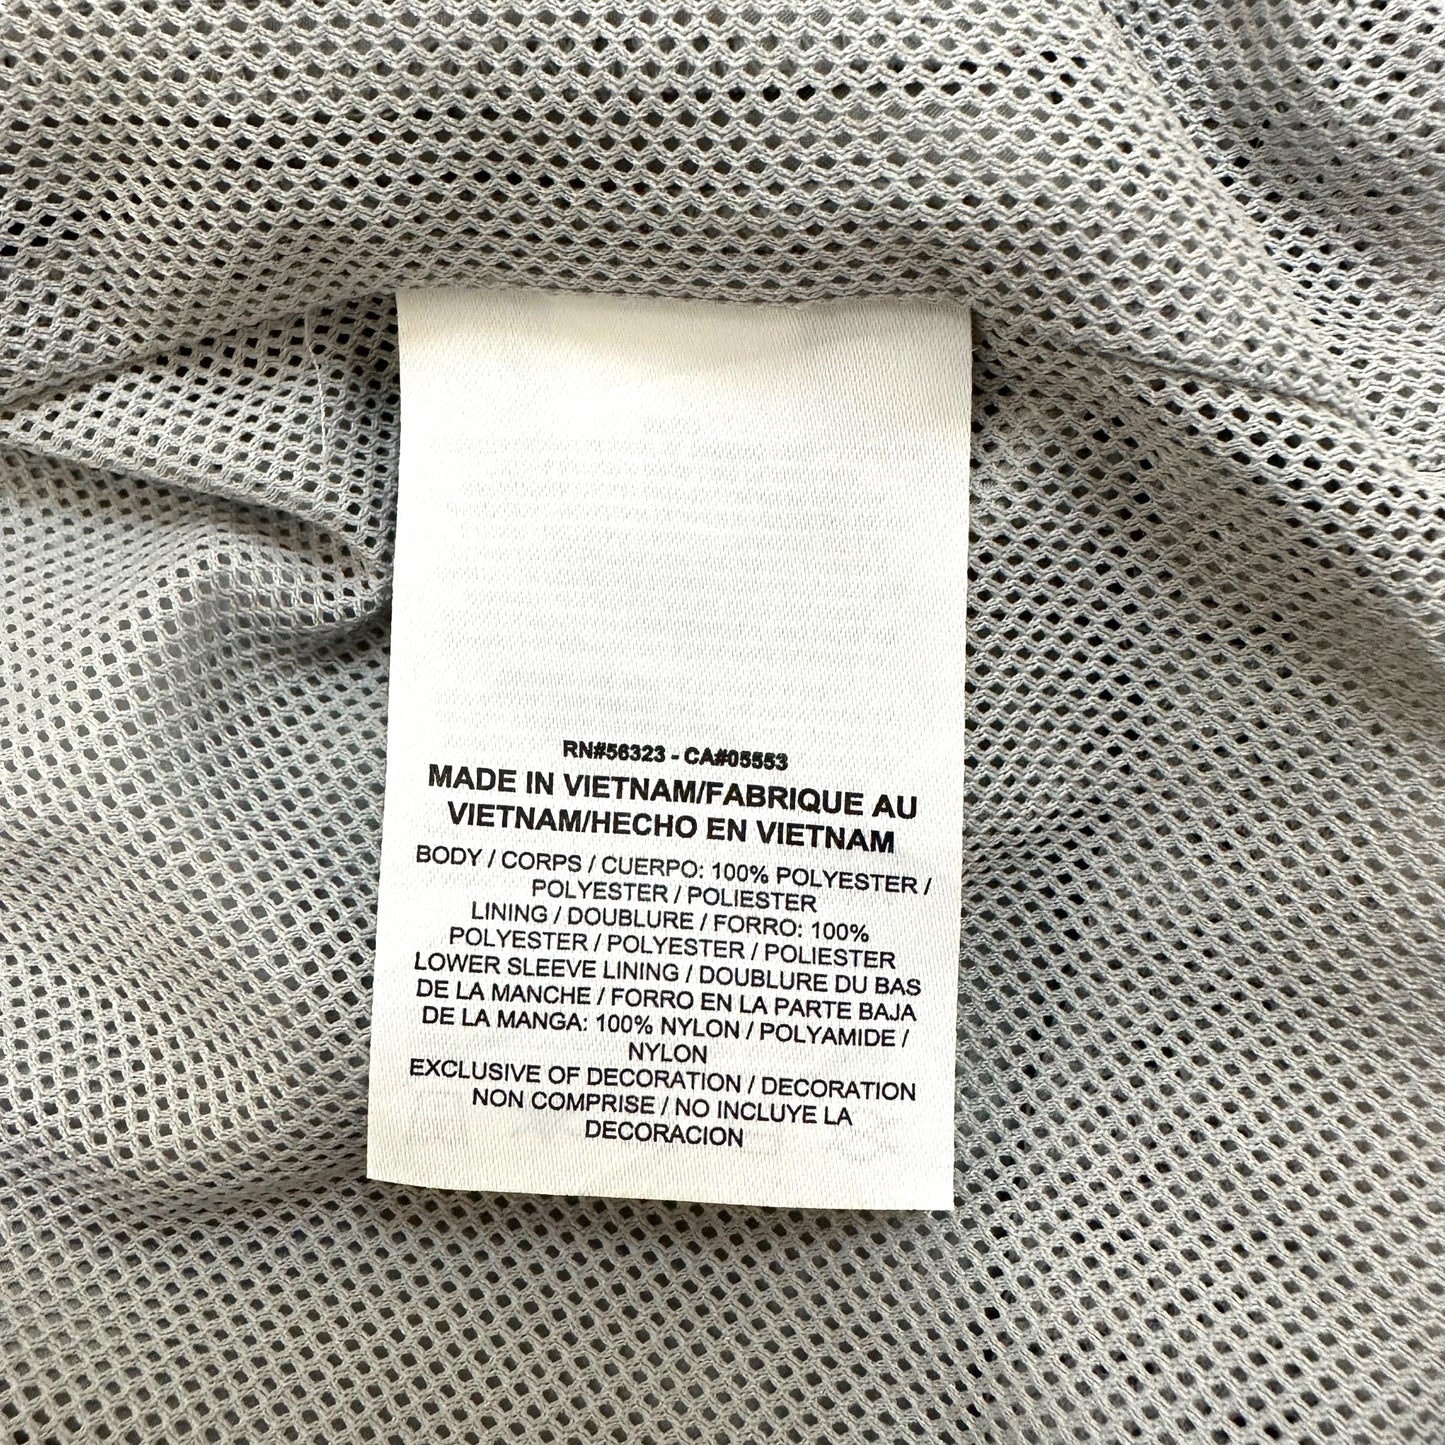 RN#56323 - CA#05553
MADE IN VIETNAM/FABRIQUE AU
VIETNAM/HECHO EN VIETNAM
BODY / CORPS / CUERPO: 100% POLYESTER /
POLYESTER / POLIESTER
LINING / DOUBLURE / FORRO: 100%
POLYESTER / POLYESTER / POLIESTER
LOWER SLEEVE LINING / DOUBLURE DU BAS
DE LA MANCHE / FORRO EN LA PARTE BAJA
DE LA MANGA: 100% NYLON / POLYAMIDE /
NYLON
EXCLUSIVE OF DECORATION / DECORATION
NON COMPRISE / NO INCLUYE LA
DECORACION